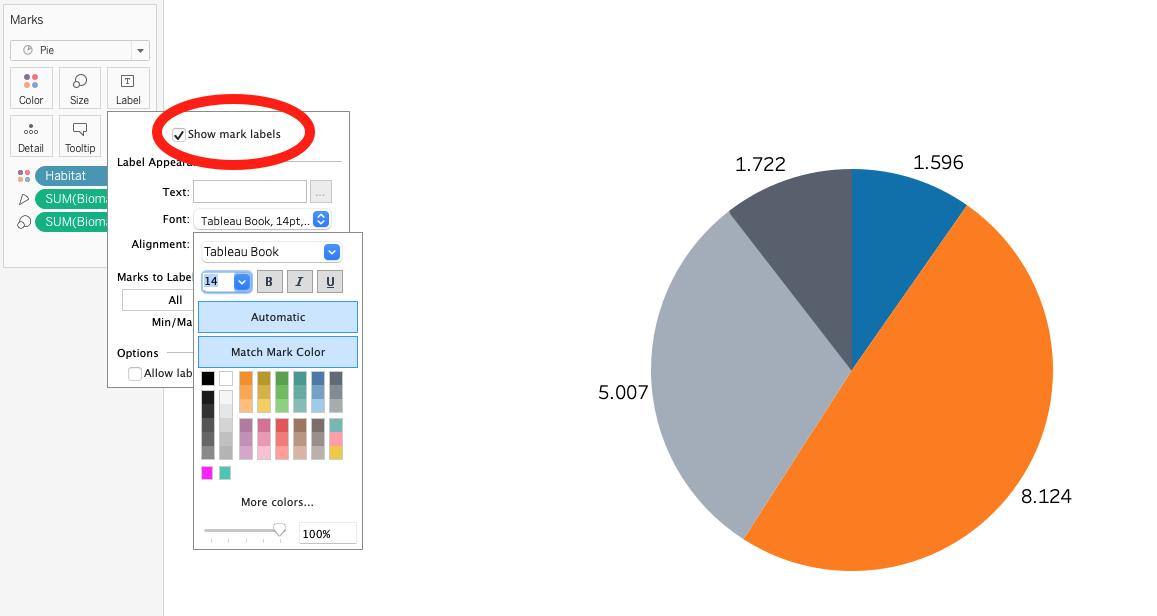 Marks
Pie
Color Size Label
Detail Tooltip
Show mark labels
Label Appeara
Habitat
Text: ...
SUM(Bioma
Font: Tableau Book, 14pt,..
SUM(Bioma
Alignment:
Tableau Book
Marks to Label
14 B I U
All
Automatic
Min/Ma
Match Mark Color
Options
Allow lab
More colors...
100%
1.722
1.596
5.007
8.124